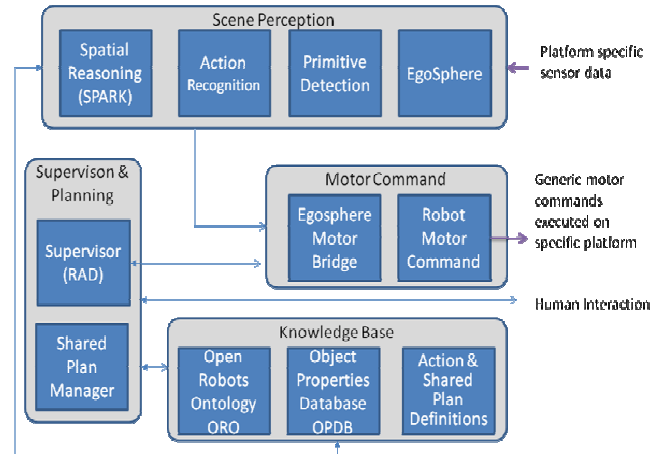 Scene Perception
Spatial
Reasoning
(SPARK)
Action
Recognition
Primitive
Detection
EgoSphere
Platform specific
sensor data
Supervison &
Planning
Supervisor
(RAD)
Shared
Plan
Manager
Motor Command
Egosphere
Motor
Bridge
Robot
Motor
Command
Generic motor
commands
executed on
specific platform
Human Interaction
Knowledge Base
Open
Robots
Ontology
ORO
Object
Properties
Database
OPDB
Action &
Shared
Plan
Definitions